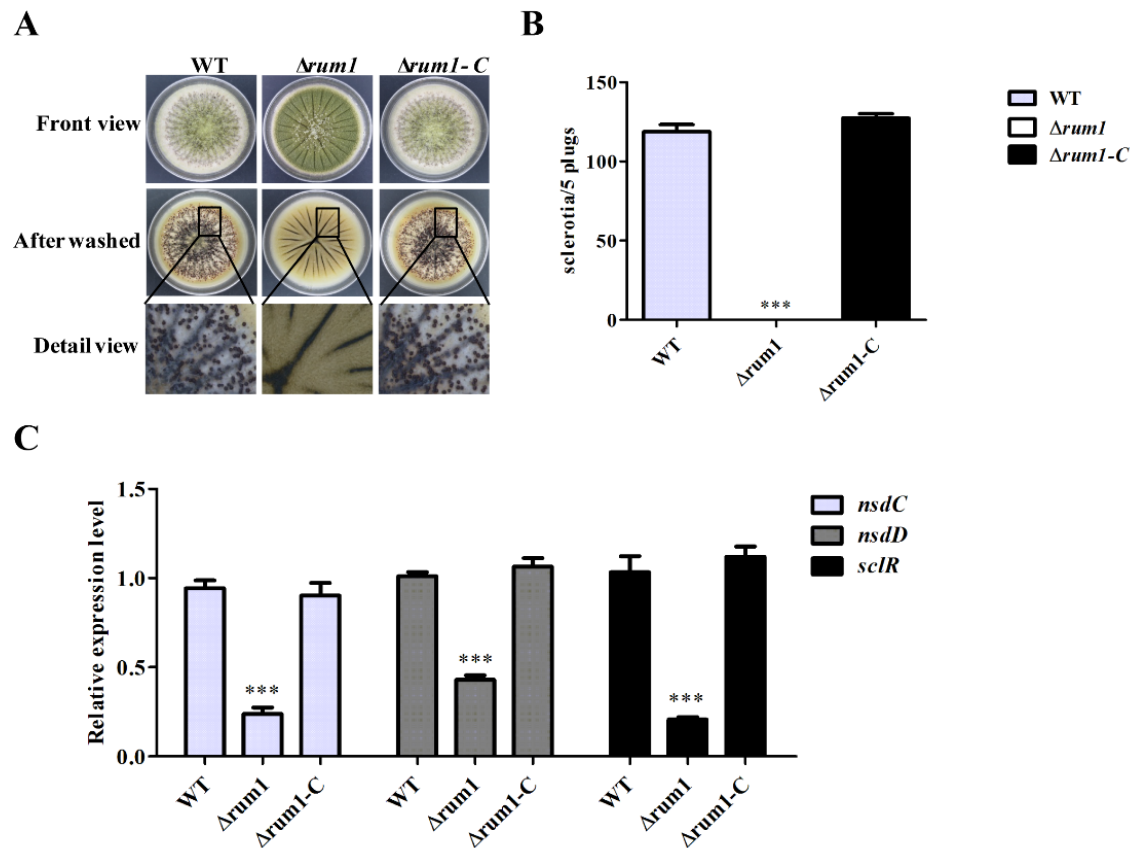 A
WT Δrum1 Δrum1-C
Front view
After washed
Detail view
B
sclerotia/5 plugs
150
100
50
0
***
WT
Δrum1
Δrum1-C
WT
Δrum1
Δrum1-C
C
Relative expression level
1.5
1.0
0.5
0.0
***
***
***
WT
Δrum1
Δrum1-C
WT
Δrum1
Δrum1-C
WT
Δrum1
Δrum1-C
nsdC
nsdD
sclR